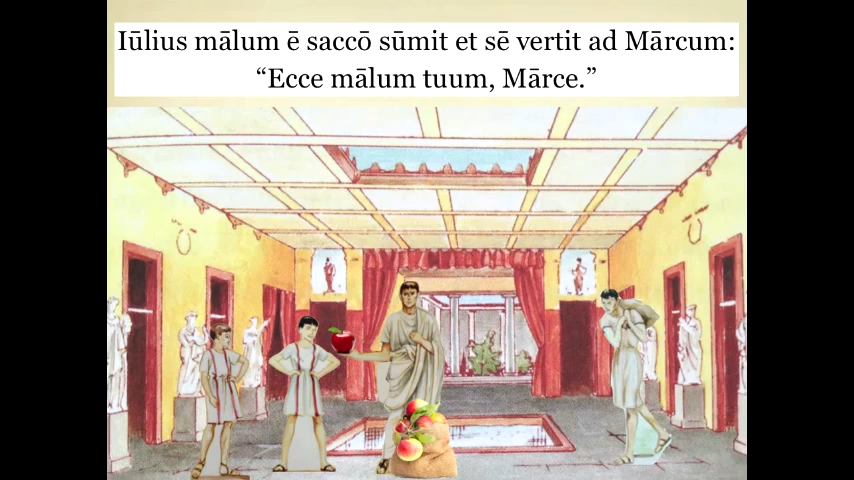 Iūlius mālum ē saccō sūmit et sē vertit ad Mārcum:
“Ecce mālum tuum, Mārce.”